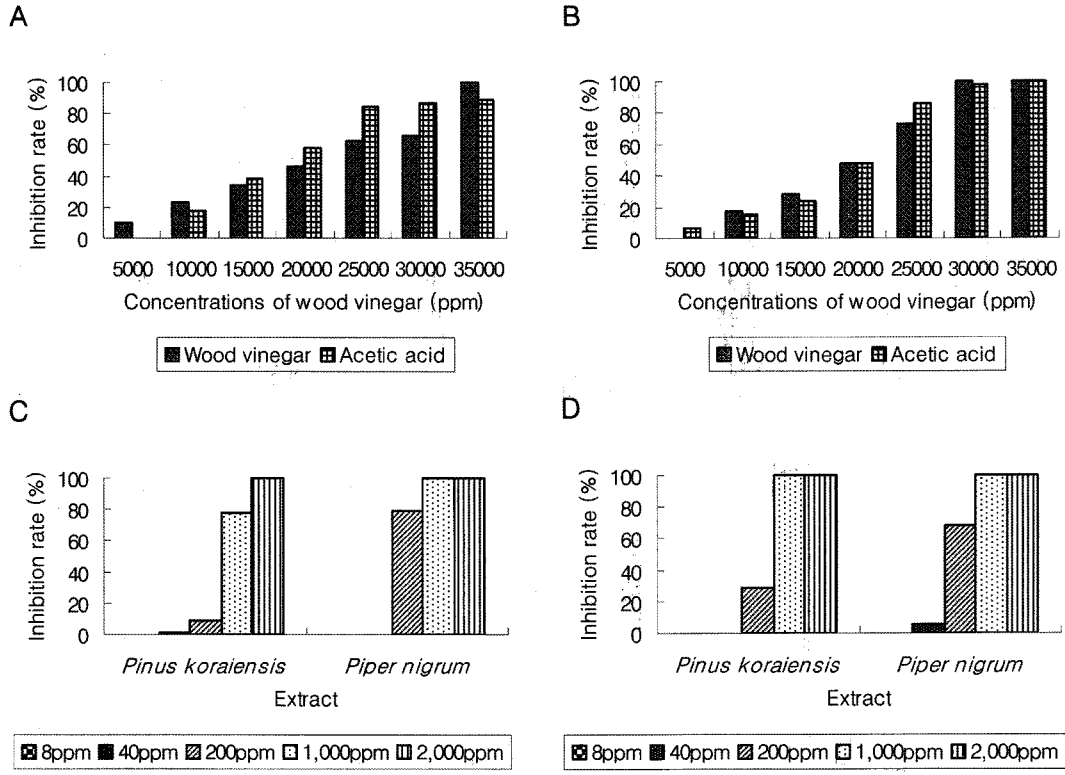 A
Inhibition rate (%)
100
80
60
40
20
0
5000 10000 15000 20000 25000 30000 35000
Concentrations of wood vinegar (ppm)
Wood vinegar Acetic acid
B
Inhibition rate (%)
100
80
60
40
20
0
5000 10000 15000 20000 25000 30000 35000
Concentrations of wood vinegar (ppm)
Wood vinegar Acetic acid
C
Inhibition rate (%)
100
80
60
40
20
0
Pinus koraiensis Piper nigrum
Extract
8ppm 40ppm 200ppm 1,000ppm 2,000ppm
D
Inhibition rate (%)
100
80
60
40
20
0
Pinus koraiensis Piper nigrum
Extract
8ppm 40ppm 200ppm 1,000ppm 2,000ppm